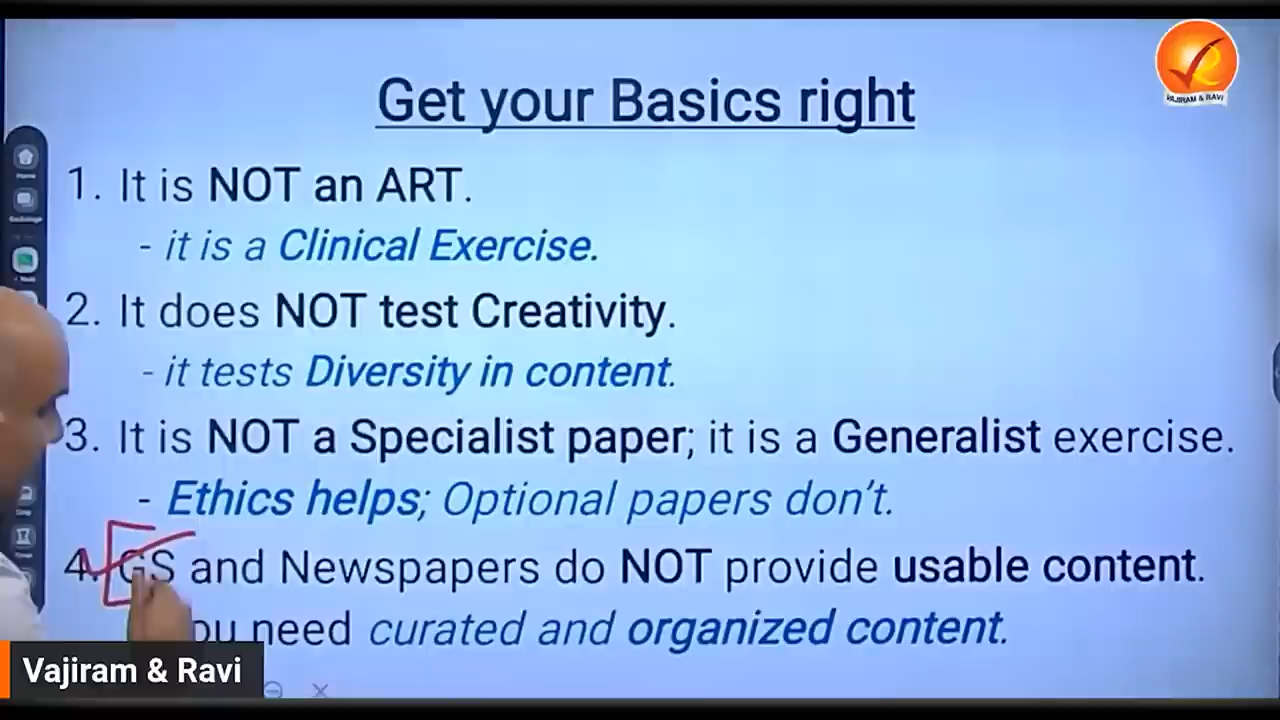 VAJIRAM & RAVI
Get your Basics right
1. It is NOT an ART.
- it is a Clinical Exercise.
2. It does NOT test Creativity.
- it tests Diversity in content.
3. It is NOT a Specialist paper; it is a Generalist exercise.
- Ethics helps; Optional papers don't.
4. GS and Newspapers do NOT provide usable content.
need curated and organized content.
Vajiram & Ravi